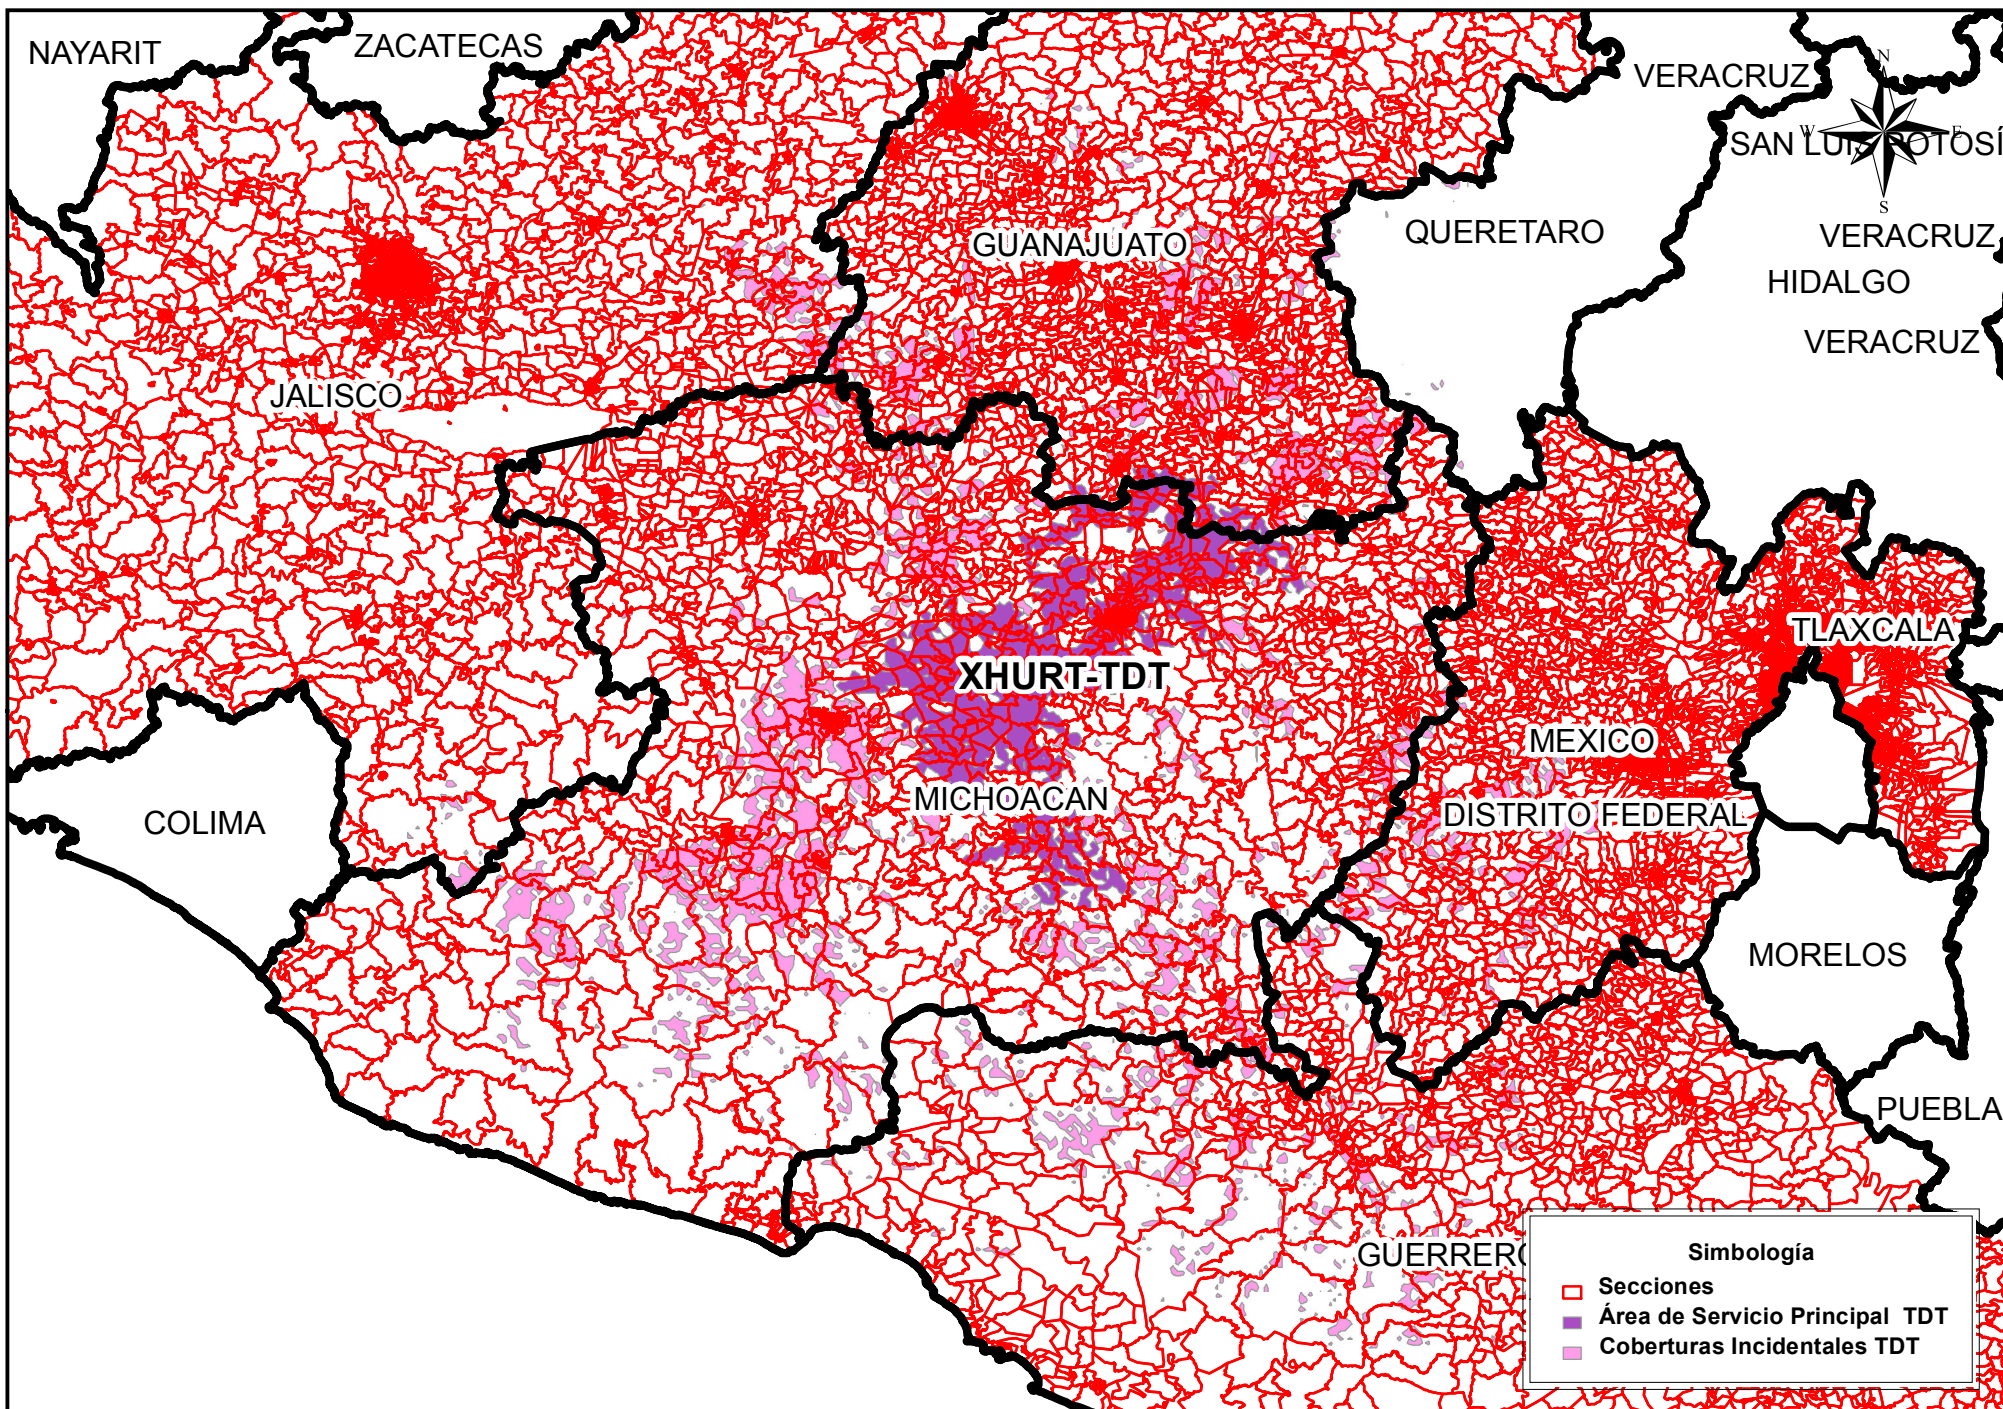 NAYARIT
ZACATECAS
VERACRUZ
N
W
E
S
SAN LUIS POTOSÍ
GUANAJUATO
QUERETARO
VERACRUZ
HIDALGO
VERACRUZ
JALISCO
TLAXCALA
XHURT-TDT
MEXICO
MICHOACAN
DISTRITO FEDERAL
COLIMA
MORELOS
PUEBLA
GUERRERO
Simbología
Secciones
Área de Servicio Principal TDT
Coberturas Incidentales TDT